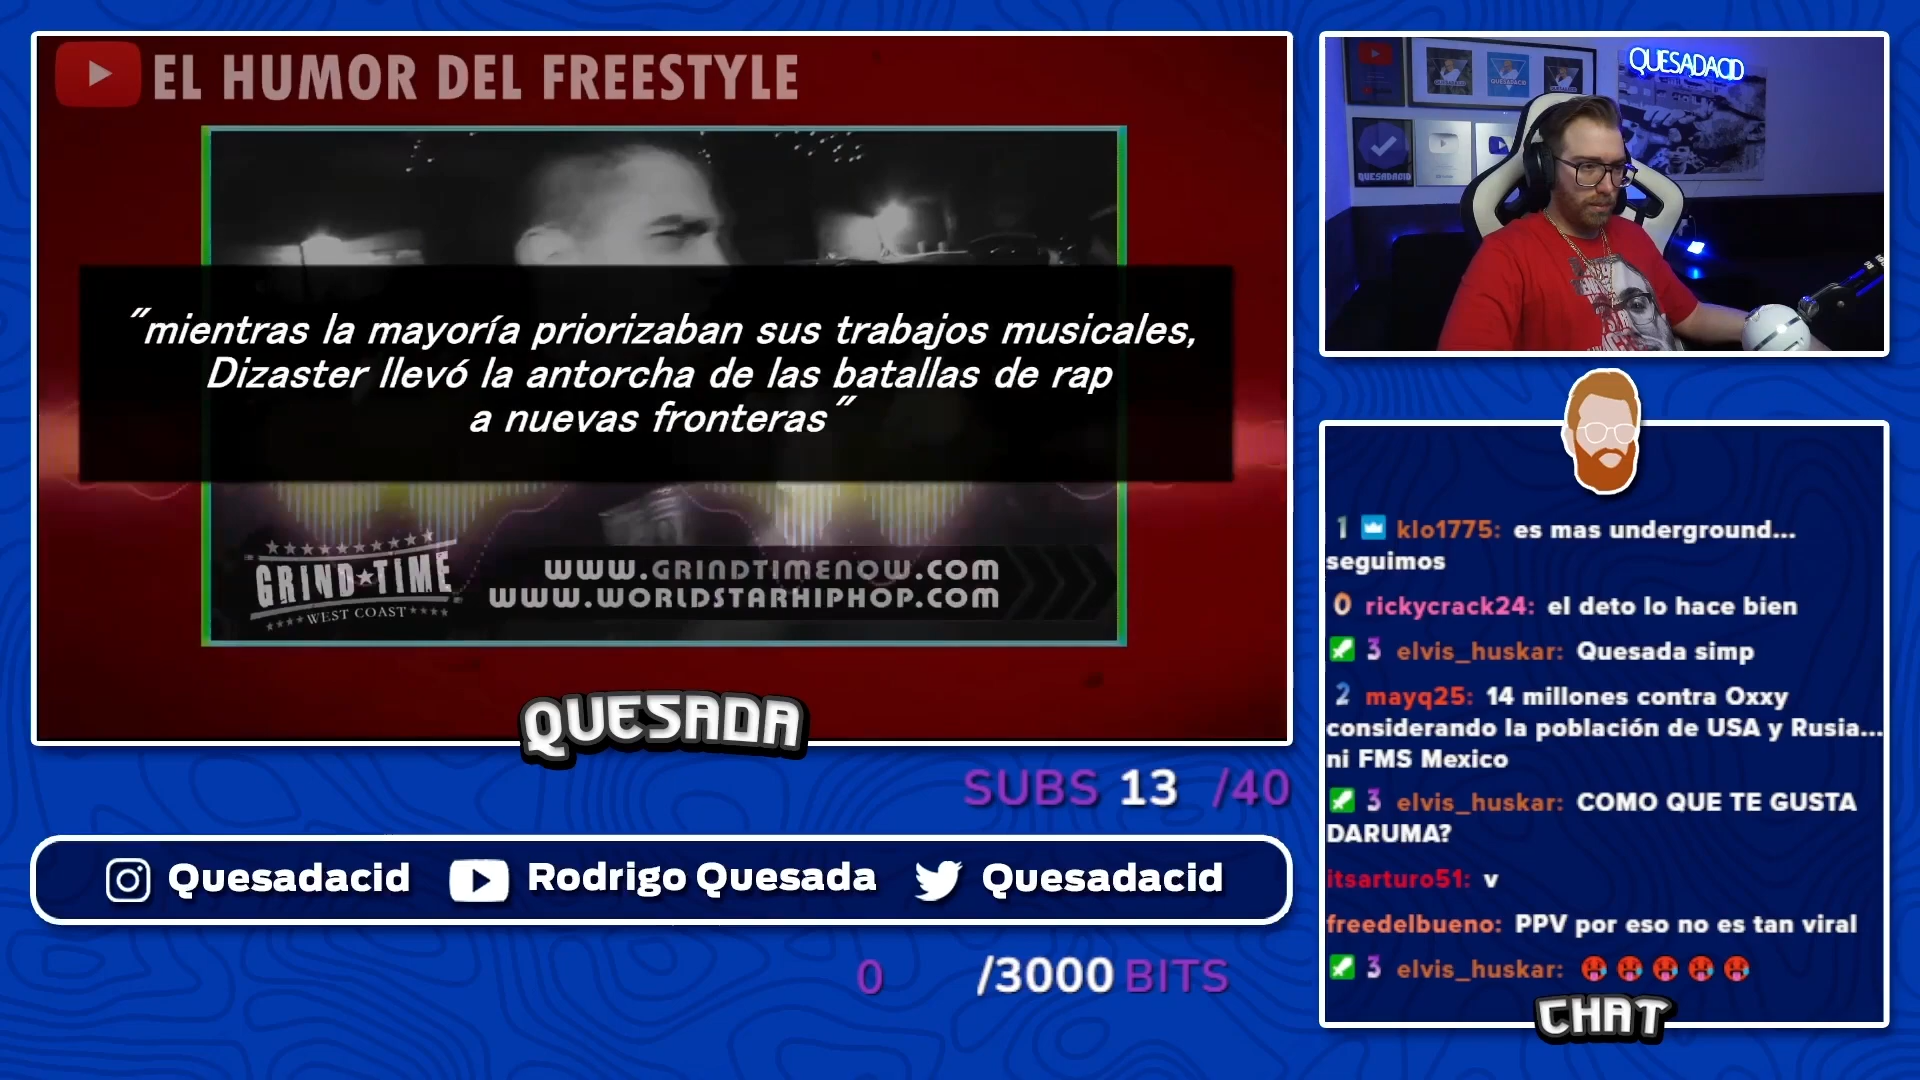 EL HUMOR DEL FREESTYLE
"mientras la mayoría priorizaban sus trabajos musicales,
Dizaster llevó la antorcha de las batallas de rap
a nuevas fronteras"
GRIND★TIME
WEST COAST
WWW.GRINDTIMENOW.COM
WWW.WORLDSTARHIPHOP.COM
QUESADA
SUBS 13 /40
Quesadacid
Rodrigo Quesada
Quesadacid
0 /3000 BITS
QUESADACID
QUESADACID
QUESADACID
1 klo1775: es mas underground...
seguimos
0 rickycrack24: el deto lo hace bien
3 elvis_huskar: Quesada simp
2 mayq25: 14 millones contra Oxxy
considerando la población de USA y Rusia...
ni FMS Mexico
3 elvis_huskar: COMO QUE TE GUSTA
DARUMA?
itsarturo51: v
freedelbueno: PPV por eso no es tan viral
3 elvis_huskar: 🥵🥵🥵🥵🥵
CHAT